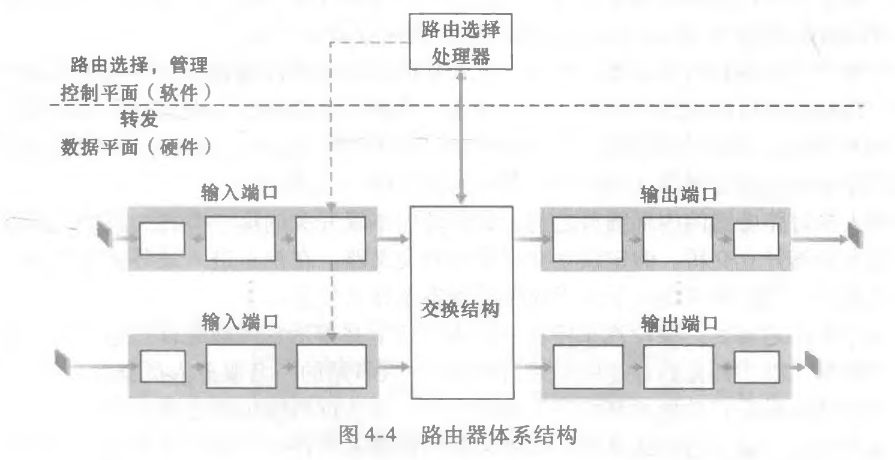 路由选择
处理器
路由选择，管理
控制平面（软件）
转发
数据平面（硬件）
输入端口
输出端口
交换结构
输入端口
输出端口
图4-4 路由器体系结构